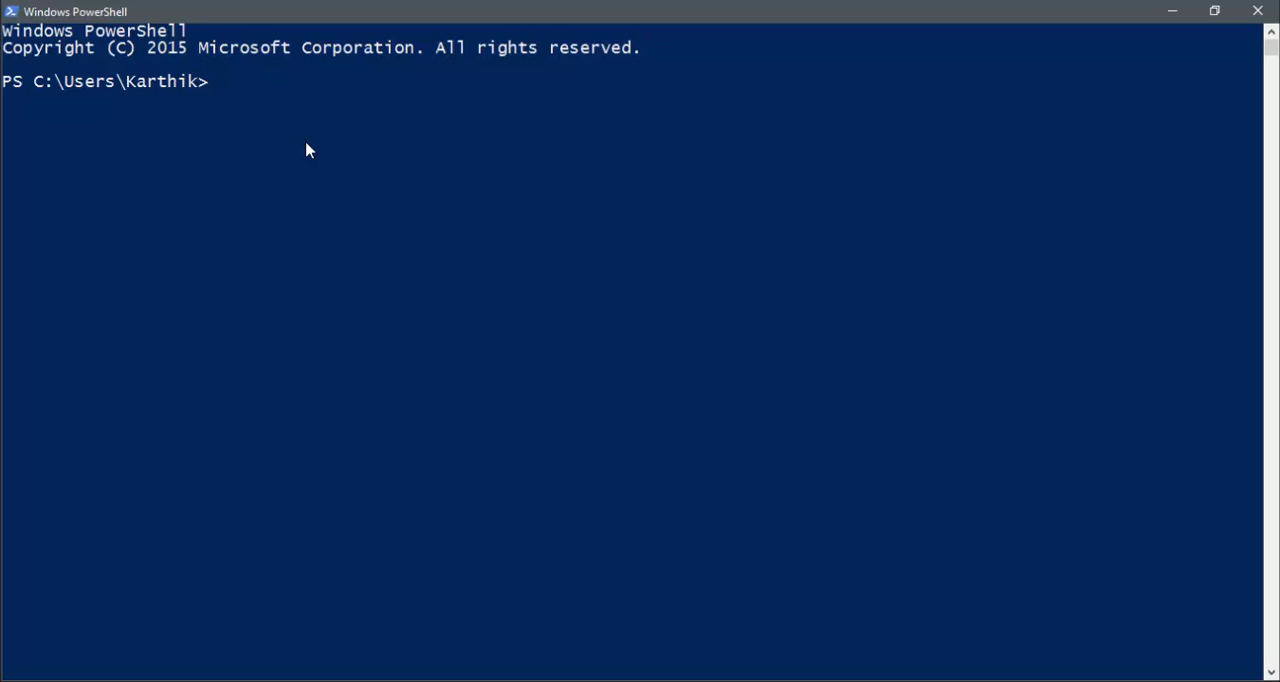 Windows PowerShell
Windows PowerShell
Copyright (C) 2015 Microsoft Corporation. All rights reserved.
PS C:\Users\Karthik>